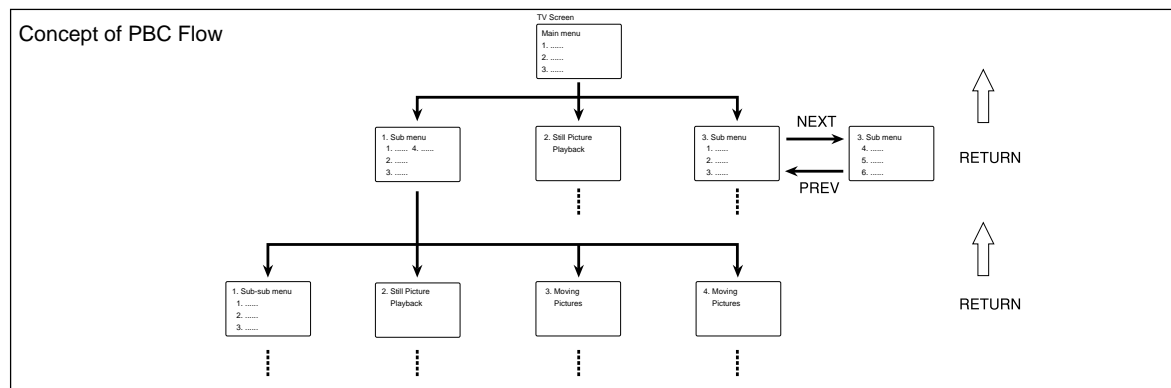 Concept of PBC Flow
TV Screen
Main menu
1. ......
2. ......
3. ......
1. Sub menu
1. ...... 4. ......
2. ......
3. ......
2. Still Picture
Playback
3. Sub menu
1. ......
2. ......
3. ......
NEXT
PREV
3. Sub menu
4. ......
5. ......
6. ......
RETURN
1. Sub-sub menu
1. ......
2. ......
3. ......
2. Still Picture
Playback
3. Moving
Pictures
4. Moving
Pictures
RETURN